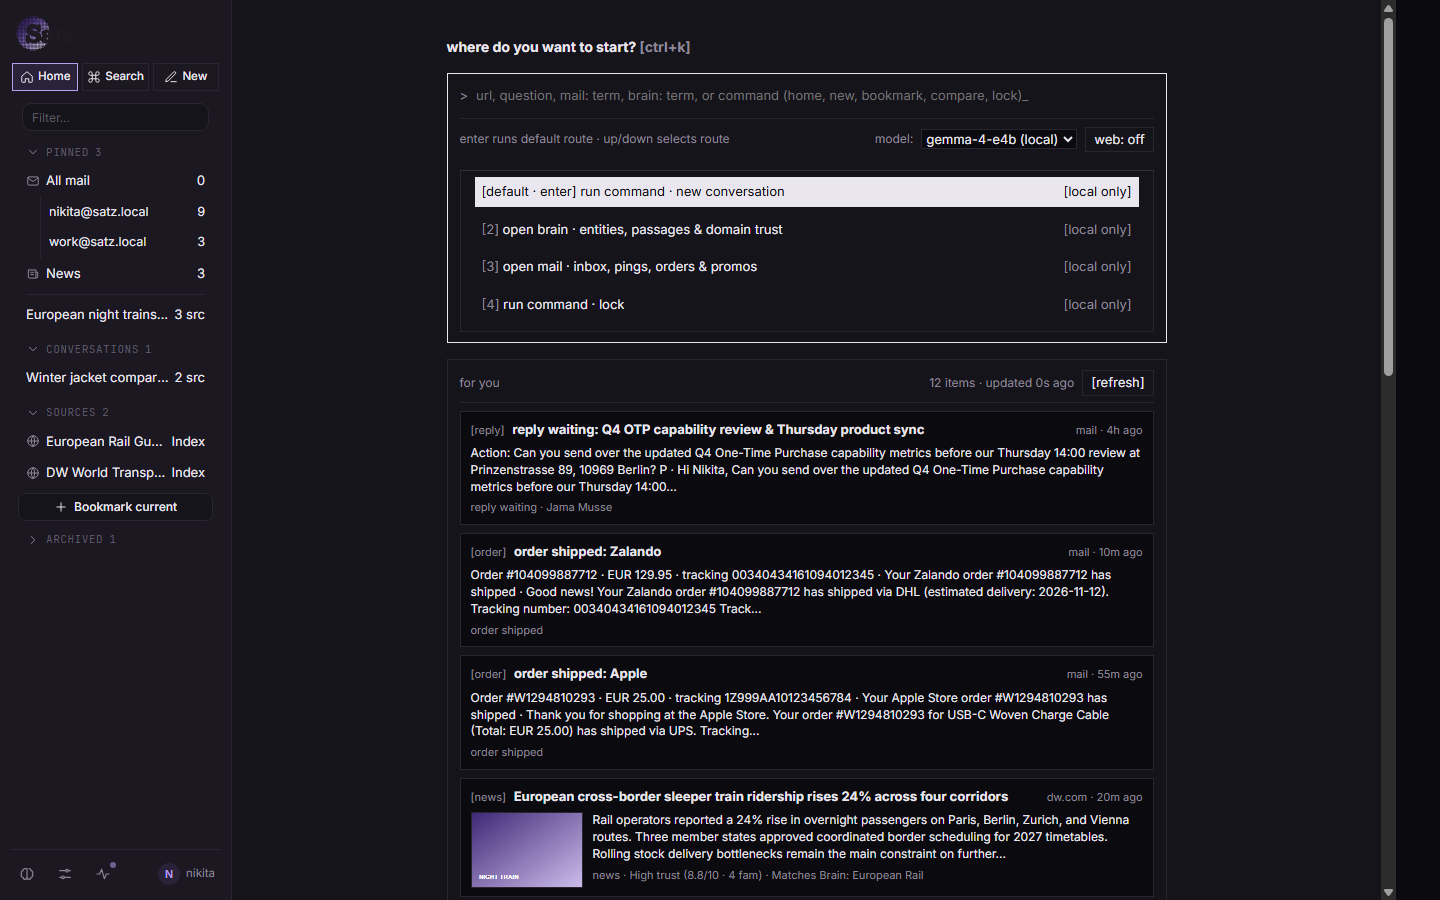 Home
Search
New
Filter...
PINNED 3
All mail 0
nikita@satz.local 9
work@satz.local 3
News 3
European night trains... 3 src
CONVERSATIONS 1
Winter jacket compar... 2 src
SOURCES 2
European Rail Gu... Index
DW World Transp... Index
+ Bookmark current
ARCHIVED 1
N nikita
where do you want to start? [ctrl+k]
> url, question, mail: term, brain: term, or command (home, new, bookmark, compare, lock)_
enter runs default route · up/down selects route model: gemma-4-e4b (local) web: off
[default · enter] run command · new conversation [local only]
[2] open brain · entities, passages & domain trust [local only]
[3] open mail · inbox, pings, orders & promos [local only]
[4] run command · lock [local only]
for you 12 items · updated 0s ago [refresh]
[reply] reply waiting: Q4 OTP capability review & Thursday product sync mail · 4h ago
Action: Can you send over the updated Q4 One-Time Purchase capability metrics before our Thursday 14:00 review at
Prinzenstrasse 89, 10969 Berlin? P · Hi Nikita, Can you send over the updated Q4 One-Time Purchase capability
metrics before our Thursday 14:00...
reply waiting · Jama Musse
[order] order shipped: Zalando mail · 10m ago
Order #104099887712 · EUR 129.95 · tracking 00340434161094012345 · Your Zalando order #104099887712 has
shipped · Good news! Your Zalando order #104099887712 has shipped via DHL (estimated delivery: 2026-11-12).
Tracking number: 00340434161094012345 Track...
order shipped
[order] order shipped: Apple mail · 55m ago
Order #W1294810293 · EUR 25.00 · tracking 1Z999AA10123456784 · Your Apple Store order #W1294810293 has
shipped · Thank you for shopping at the Apple Store. Your order #W1294810293 for USB-C Woven Charge Cable
(Total: EUR 25.00) has shipped via UPS. Tracking...
order shipped
[news] European cross-border sleeper train ridership rises 24% across four corridors dw.com · 20m ago
NIGHT TRAIN
Rail operators reported a 24% rise in overnight passengers on Paris, Berlin, Zurich, and Vienna
routes. Three member states approved coordinated border scheduling for 2027 timetables.
Rolling stock delivery bottlenecks remain the main constraint on further...
news · High trust (8.8/10 · 4 fam) · Matches Brain: European Rail